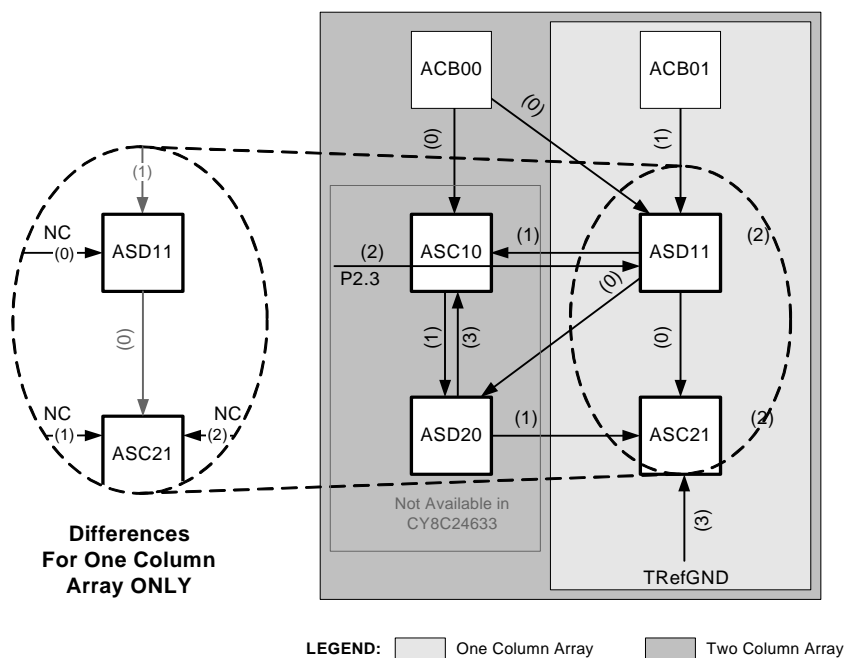 ACB00
ACB01
(0)
(0)
(1)
(1)
NC
(0)
ASD11
(2)
P2.3
ASC10
(1)
ASD11
(2)
(0)
(0)
(1)
(3)
(0)
NC
(1)
ASC21
NC
(2)
ASD20
(1)
ASC21
(2)
Not Available in
CY8C24633
(3)
Differences
For One Column
Array ONLY
TRefGND
LEGEND:
One Column Array
Two Column Array